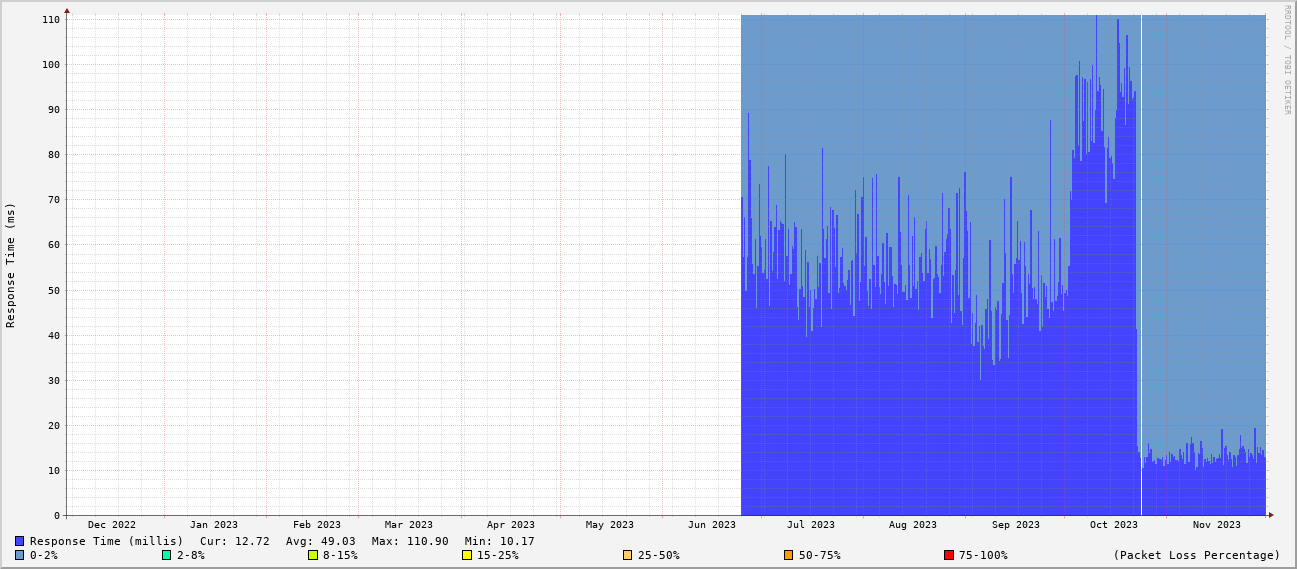 RRDTOOL / TOBI OETIKER
Response Time (ms)
110
100
90
80
70
60
50
40
30
20
10
0
Dec 2022 Jan 2023 Feb 2023 Mar 2023 Apr 2023 May 2023 Jun 2023 Jul 2023 Aug 2023 Sep 2023 Oct 2023 Nov 2023
Response Time (millis) Cur: 12.72 Avg: 49.03 Max: 110.90 Min: 10.17
0-2% 2-8% 8-15% 15-25% 25-50% 50-75% 75-100% (Packet Loss Percentage)